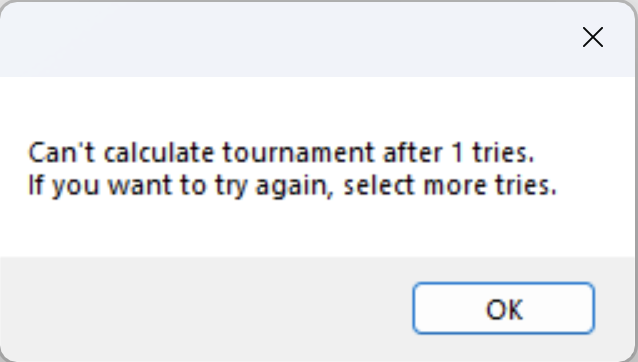 Can't calculate tournament after 1 tries.
If you want to try again, select more tries.
OK